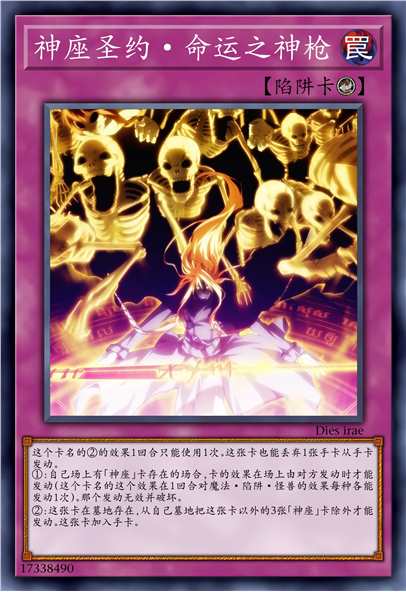 神座圣约·命运之神枪 罠
【陷阱卡】
Dies irae
这个卡名的②的效果1回合只能使用1次。这张卡也能丢弃1张手卡从手卡
发动。
①：自己场上有「神座」卡存在的场合，卡的效果在场上由对方发动时才能
发动（这个卡名的这个效果在1回合对魔法·陷阱·怪兽的效果每种各能
发动1次）。那个发动无效并破坏。
②：这张卡在墓地存在，从自己墓地把这张卡以外的3张「神座」卡除外才能
发动。这张卡加入手卡。
17338490